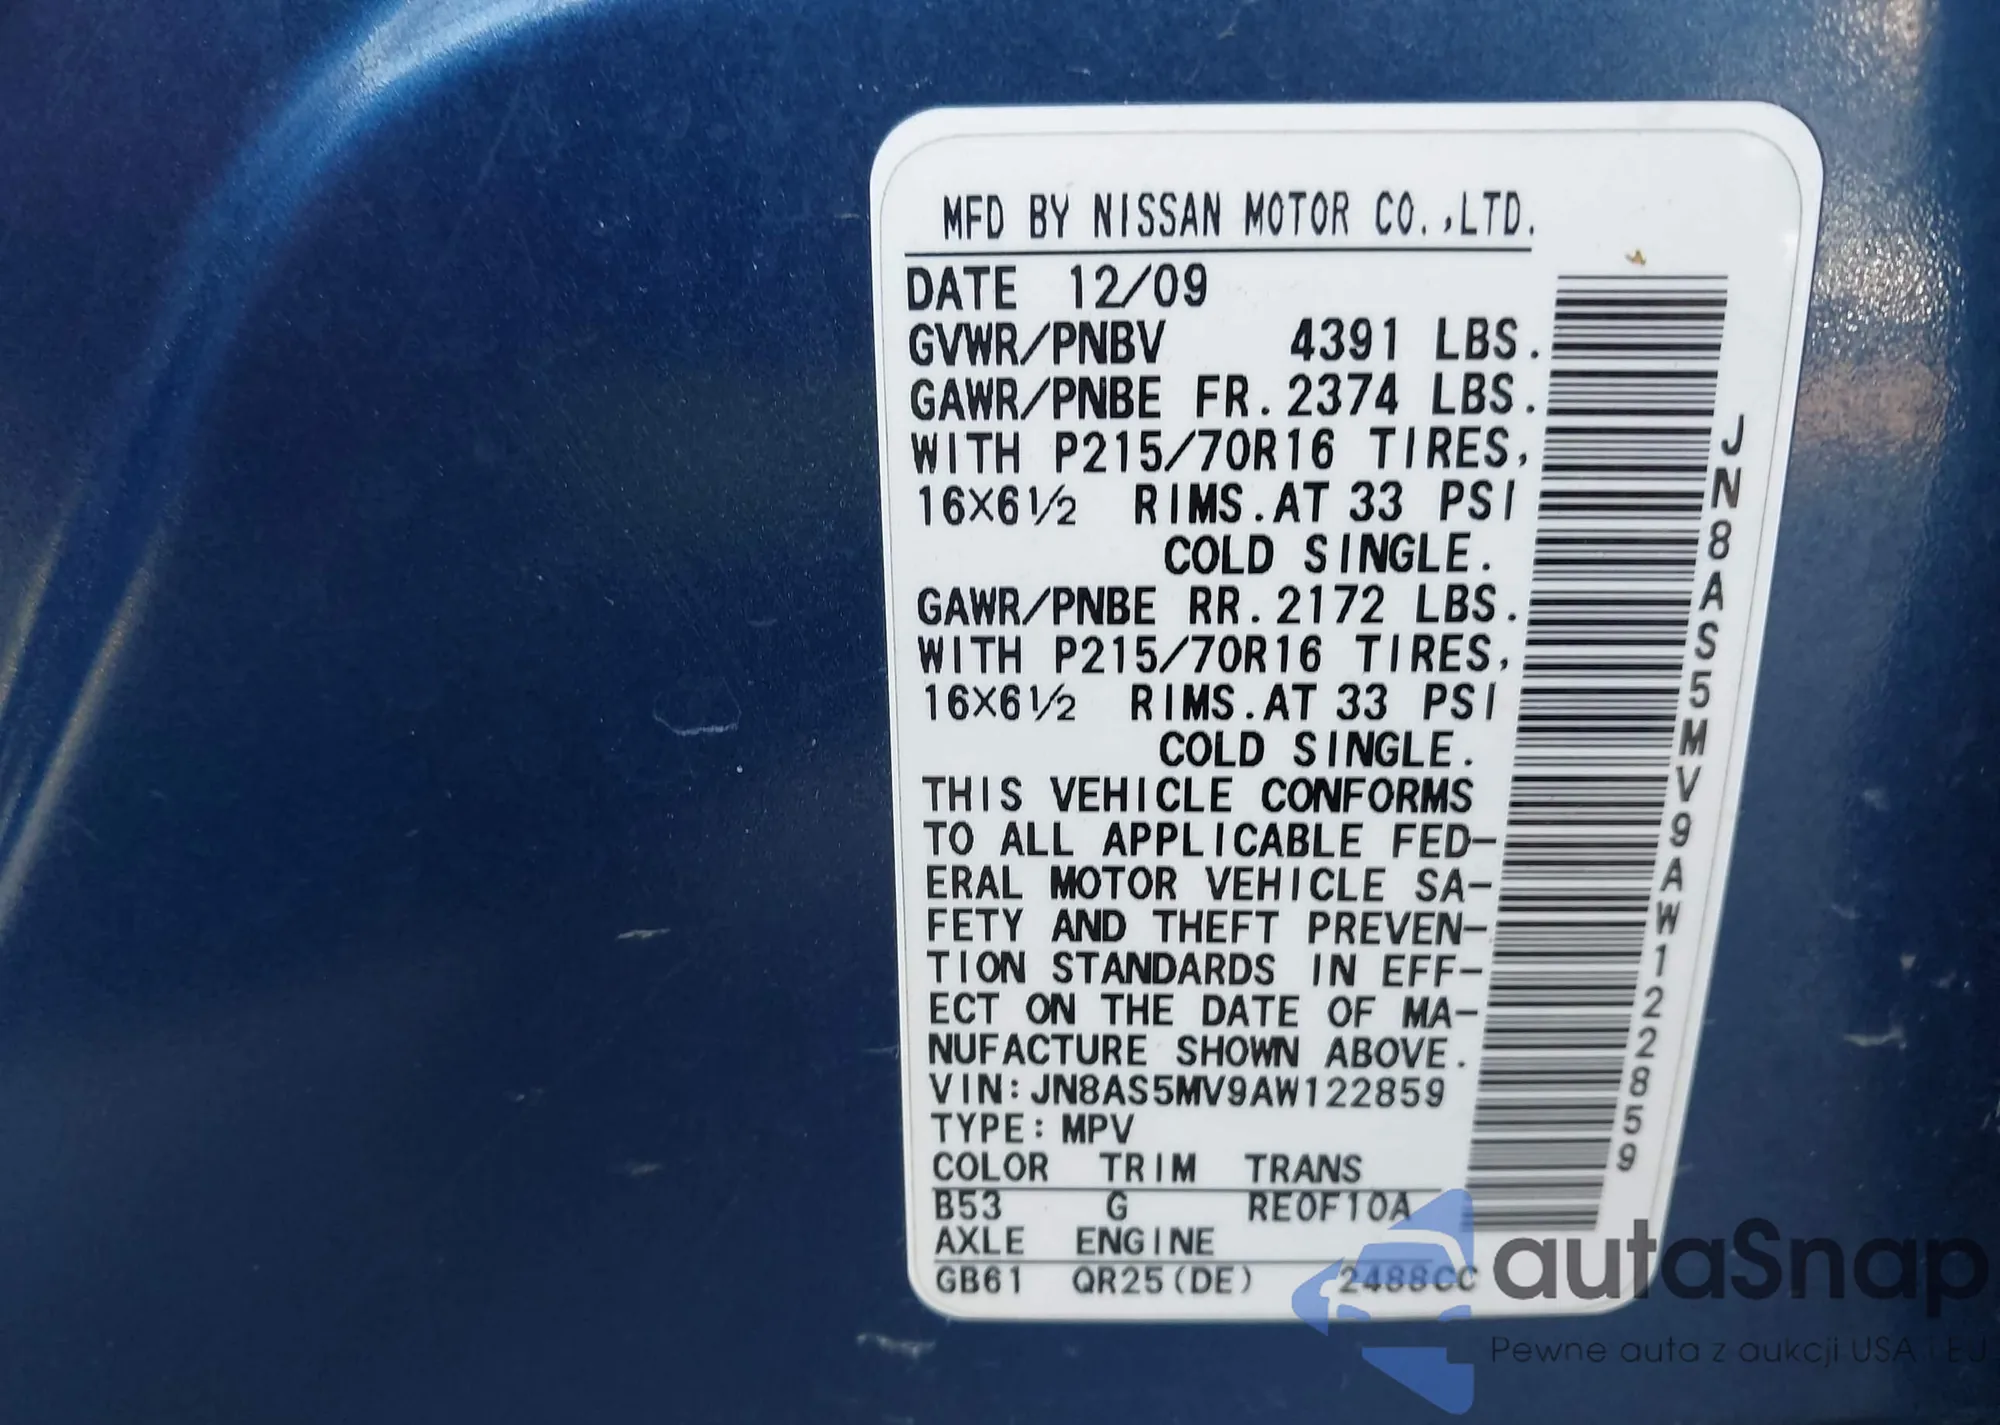 MFD BY NISSAN MOTOR CO.,LTD.
DATE 12/09
GVWR/PNBV 4391 LBS.
GAWR/PNBE FR.2374 LBS.
WITH P215/70R16 TIRES,
16X6½ RIMS.AT 33 PSI
COLD SINGLE.
GAWR/PNBE RR.2172 LBS.
WITH P215/70R16 TIRES,
16X6½ RIMS.AT 33 PSI
COLD SINGLE.
THIS VEHICLE CONFORMS
TO ALL APPLICABLE FED-
ERAL MOTOR VEHICLE SA-
FETY AND THEFT PREVEN-
TION STANDARDS IN EFF-
ECT ON THE DATE OF MA-
NUFACTURE SHOWN ABOVE.
VIN:JN8AS5MV9AW122859
TYPE:MPV
COLOR TRIM TRANS
B53 G RE0F10A
AXLE ENGINE
GB61 QR25(DE) 2488CC
JN8AS5MV9AW122859
autaSnap
Pewne auta z aukcji USA i EU